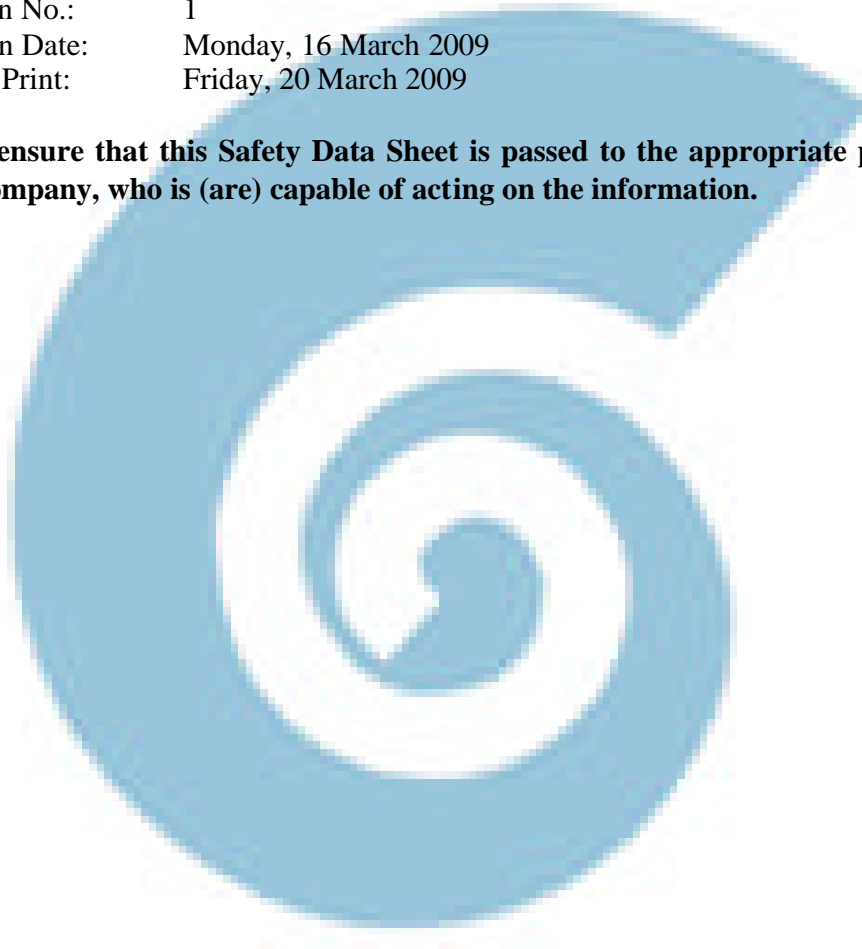 n No.: 1
n Date: Monday, 16 March 2009
Print: Friday, 20 March 2009
ensure that this Safety Data Sheet is passed to the appropriate p
ompany, who is (are) capable of acting on the information.